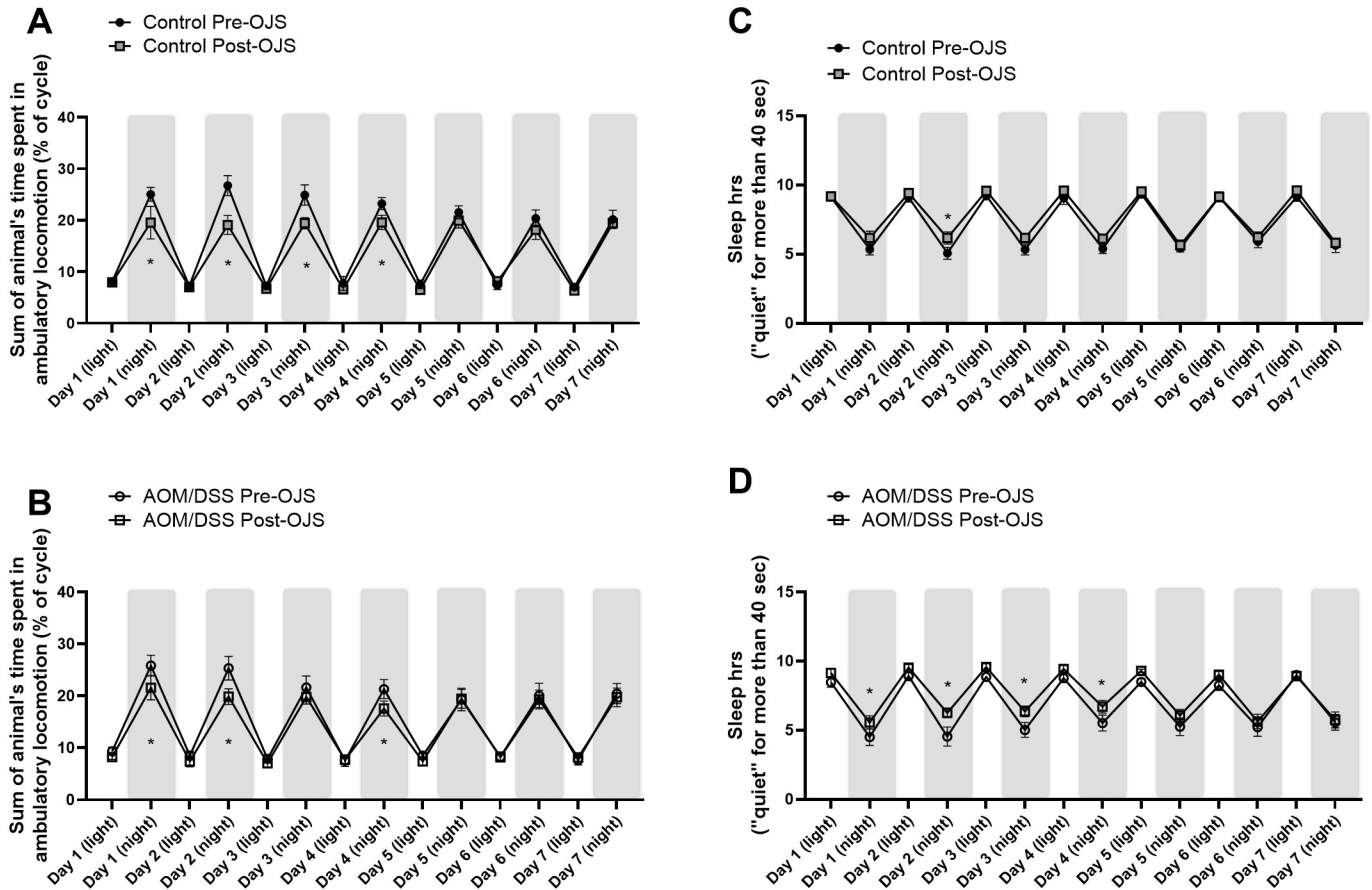 A
Control Pre-OJS
Control Post-OJS
Sum of animal's time spent in
ambulatory locomotion (% of cycle)
40
30
20
10
0
*
*
*
*
Day 1 (light)
Day 1 (night)
Day 2 (light)
Day 2 (night)
Day 3 (light)
Day 3 (night)
Day 4 (light)
Day 4 (night)
Day 5 (light)
Day 5 (night)
Day 6 (light)
Day 6 (night)
Day 7 (light)
Day 7 (night)
C
Control Pre-OJS
Control Post-OJS
Sleep hrs
("quiet" for more than 40 sec)
15
10
5
0
*
Day 1 (light)
Day 1 (night)
Day 2 (light)
Day 2 (night)
Day 3 (light)
Day 3 (night)
Day 4 (light)
Day 4 (night)
Day 5 (light)
Day 5 (night)
Day 6 (light)
Day 6 (night)
Day 7 (light)
Day 7 (night)
B
AOM/DSS Pre-OJS
AOM/DSS Post-OJS
Sum of animal's time spent in
ambulatory locomotion (% of cycle)
40
30
20
10
0
*
*
*
Day 1 (light)
Day 1 (night)
Day 2 (light)
Day 2 (night)
Day 3 (light)
Day 3 (night)
Day 4 (light)
Day 4 (night)
Day 5 (light)
Day 5 (night)
Day 6 (light)
Day 6 (night)
Day 7 (light)
Day 7 (night)
D
AOM/DSS Pre-OJS
AOM/DSS Post-OJS
Sleep hrs
("quiet" for more than 40 sec)
15
10
5
0
*
*
*
*
Day 1 (light)
Day 1 (night)
Day 2 (light)
Day 2 (night)
Day 3 (light)
Day 3 (night)
Day 4 (light)
Day 4 (night)
Day 5 (light)
Day 5 (night)
Day 6 (light)
Day 6 (night)
Day 7 (light)
Day 7 (night)